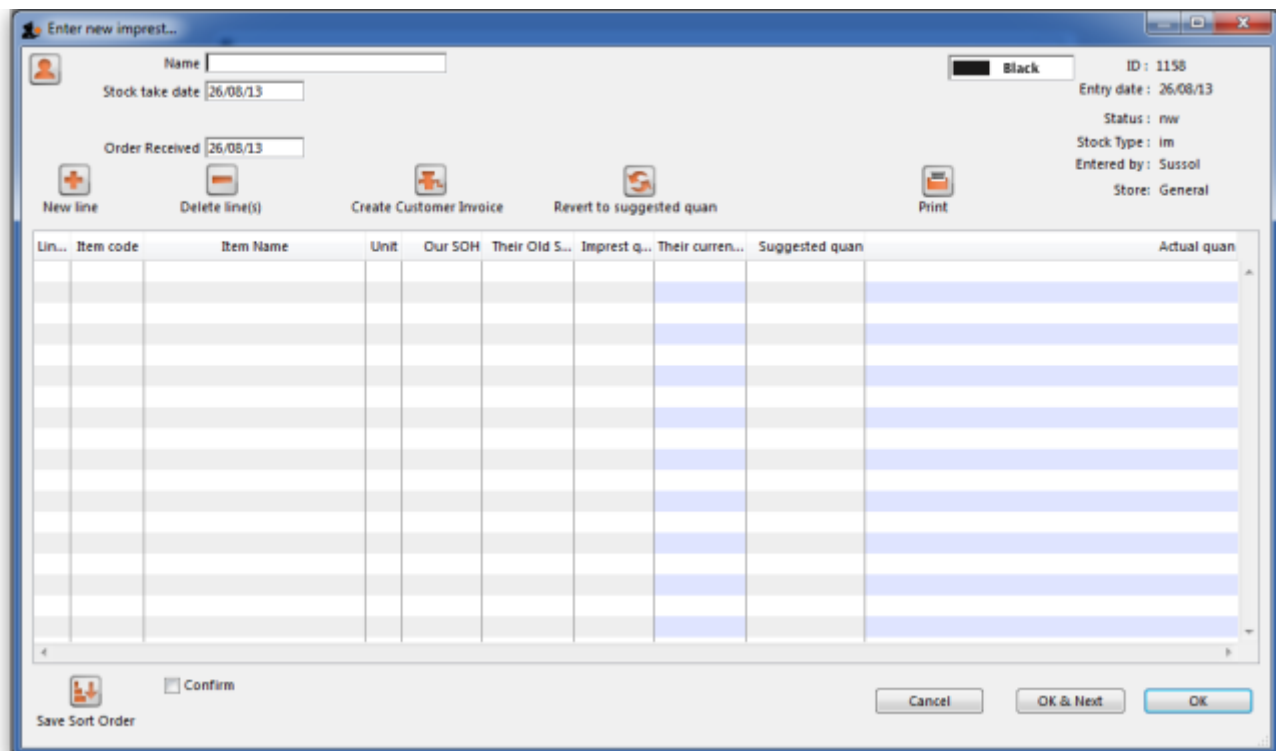 Enter new imprest...
Name
Black
ID : 1158
Stock take date 26/08/13
Entry date : 26/08/13
Status : nw
Order Received 26/08/13
Stock Type : im
Entered by : Sussol
Store: General
New line
Delete line(s)
Create Customer Invoice
Revert to suggested quan
Print
Lin... Item code Item Name Unit Our SOH Their Old S... Imprest q... Their curren... Suggested quan Actual quan
Confirm
Save Sort Order
Cancel
OK & Next
OK